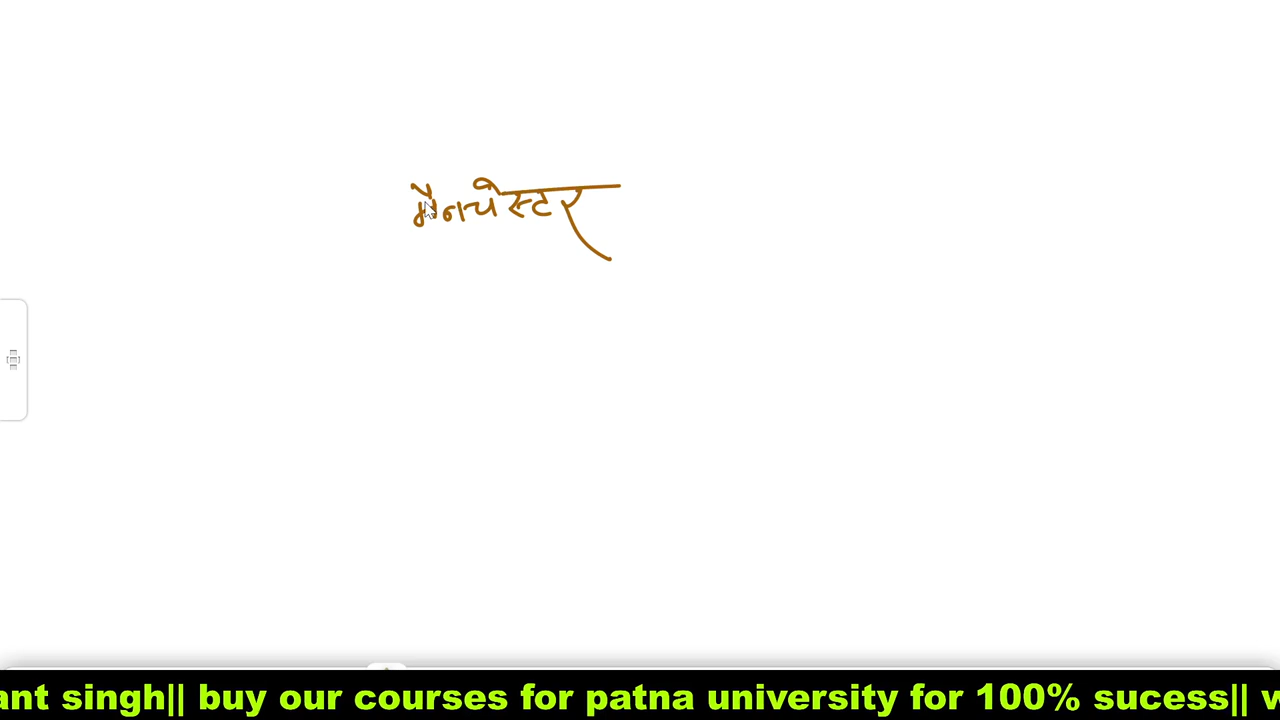 मैनचेस्टर
ant singh|| buy our courses for patna university for 100% sucess|| v